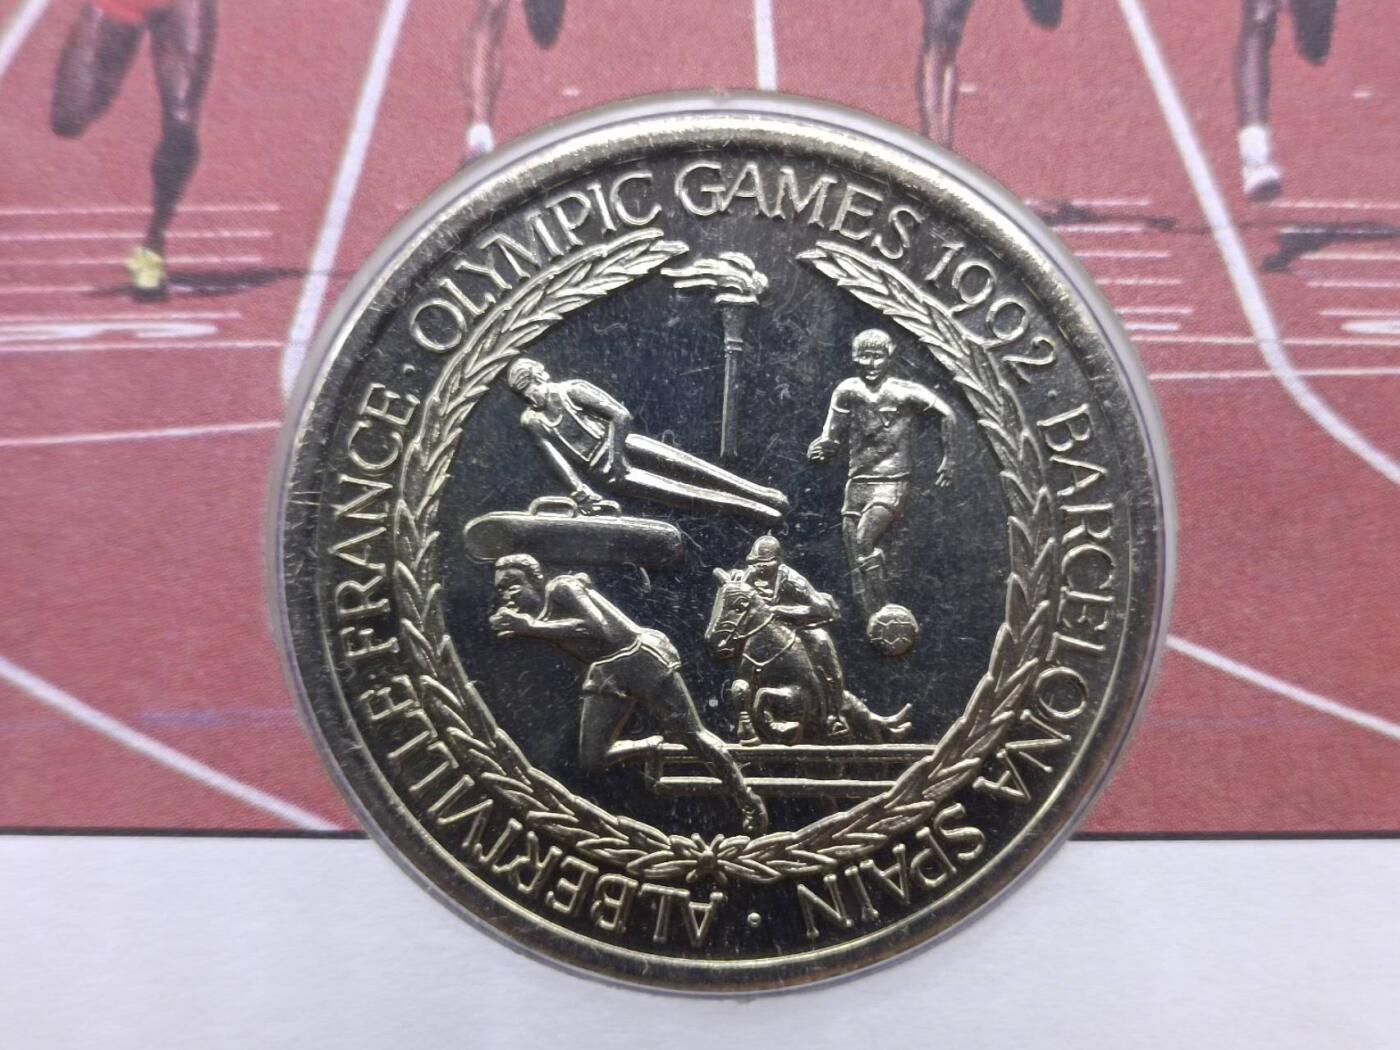 OLYMPIC GAMES 1992 · BARCELONA SPAIN · ALBERTVILLE FRANCE ·